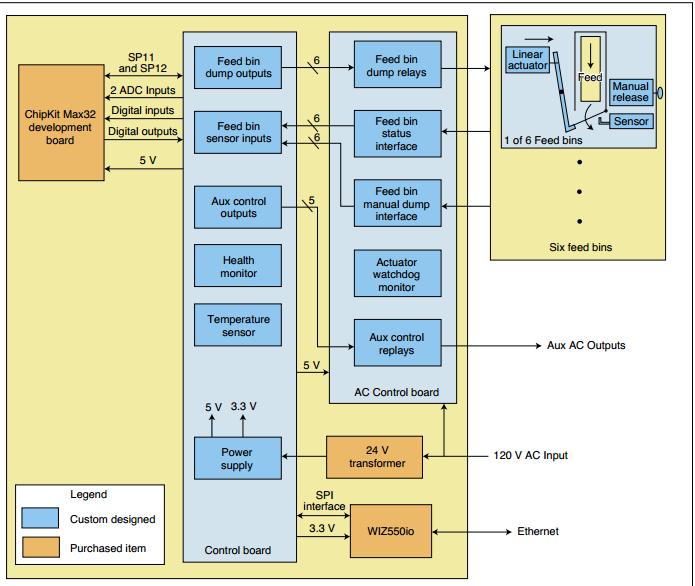 SP11
and SP12
2 ADC Inputs
Digital inputs
Digital outputs
5 V
ChipKit Max32
development
board
Feed bin
dump outputs
Feed bin
sensor inputs
Aux control
outputs
Health
monitor
Temperature
sensor
5 V 3.3 V
Power
supply
Control board
6
6
6
5
5 V
Feed bin
dump relays
Feed bin
status
interface
Feed bin
manual dump
interface
Actuator
watchdog
monitor
Aux control
replays
AC Control board
24 V
transformer
SPI
interface
3.3 V
WIZ550io
Linear
actuator
Feed
Manual
release
Sensor
1 of 6 Feed bins
Six feed bins
Aux AC Outputs
120 V AC Input
Ethernet
Legend
Custom designed
Purchased item